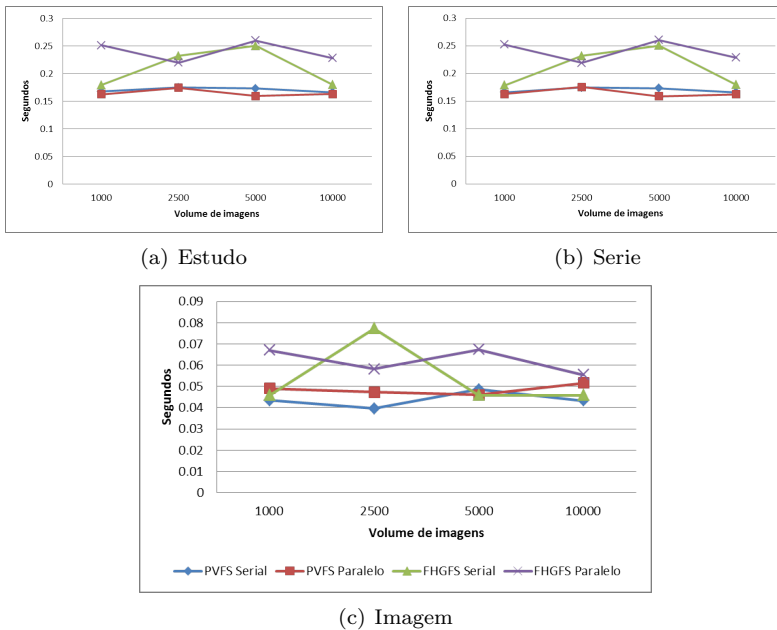 0.3
0.25
0.2
0.15
0.1
0.05
0
Segundos
1000 2500 5000 10000
Volume de imagens
(a) Estudo
0.3
0.25
0.2
0.15
0.1
0.05
0
Segundos
1000 2500 5000 10000
Volume de imagens
(b) Serie
0.09
0.08
0.07
0.06
0.05
0.04
0.03
0.02
0.01
0
Segundos
1000 2500 5000 10000
Volume de imagens
PVFS Serial PVFS Paralelo FHGFS Serial FHGFS Paralelo
(c) Imagem